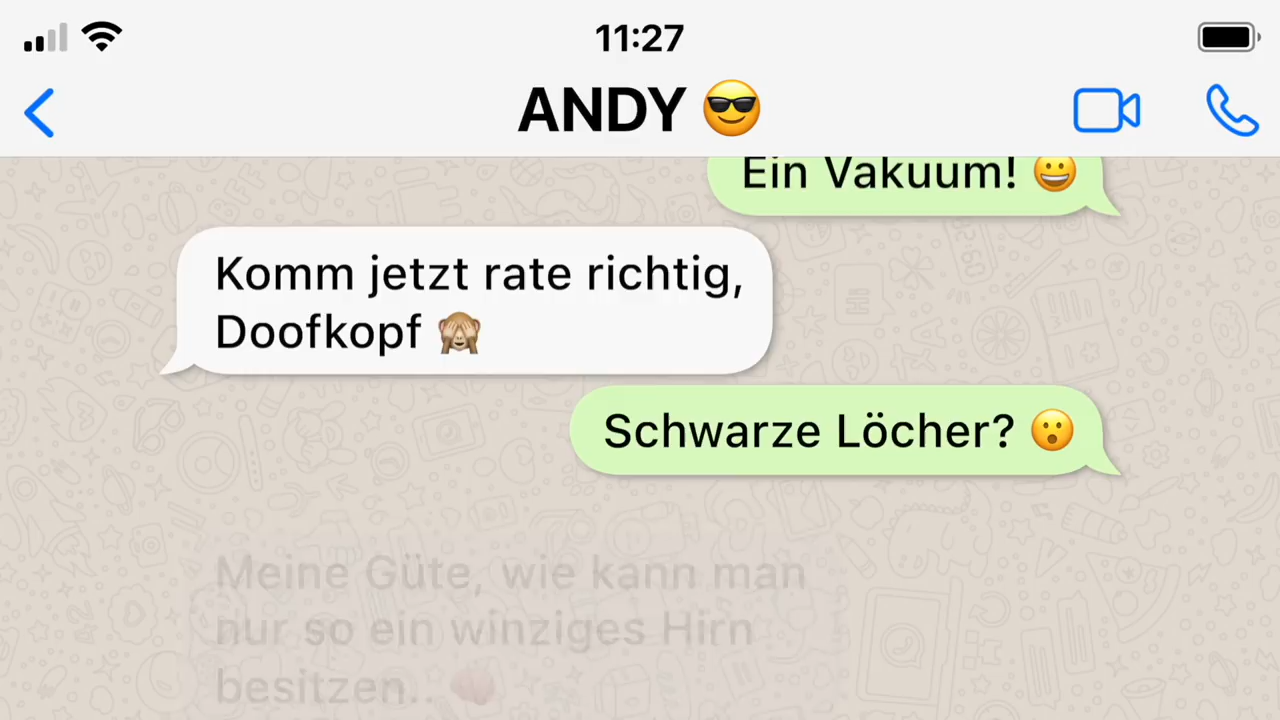 11:27
ANDY 😎
Ein Vakuum! 😀
Komm jetzt rate richtig,
Doofkopf 🙈
Schwarze Löcher? 😮
Meine Güte, wie kann man
nur so ein winziges Hirn
besitzen..